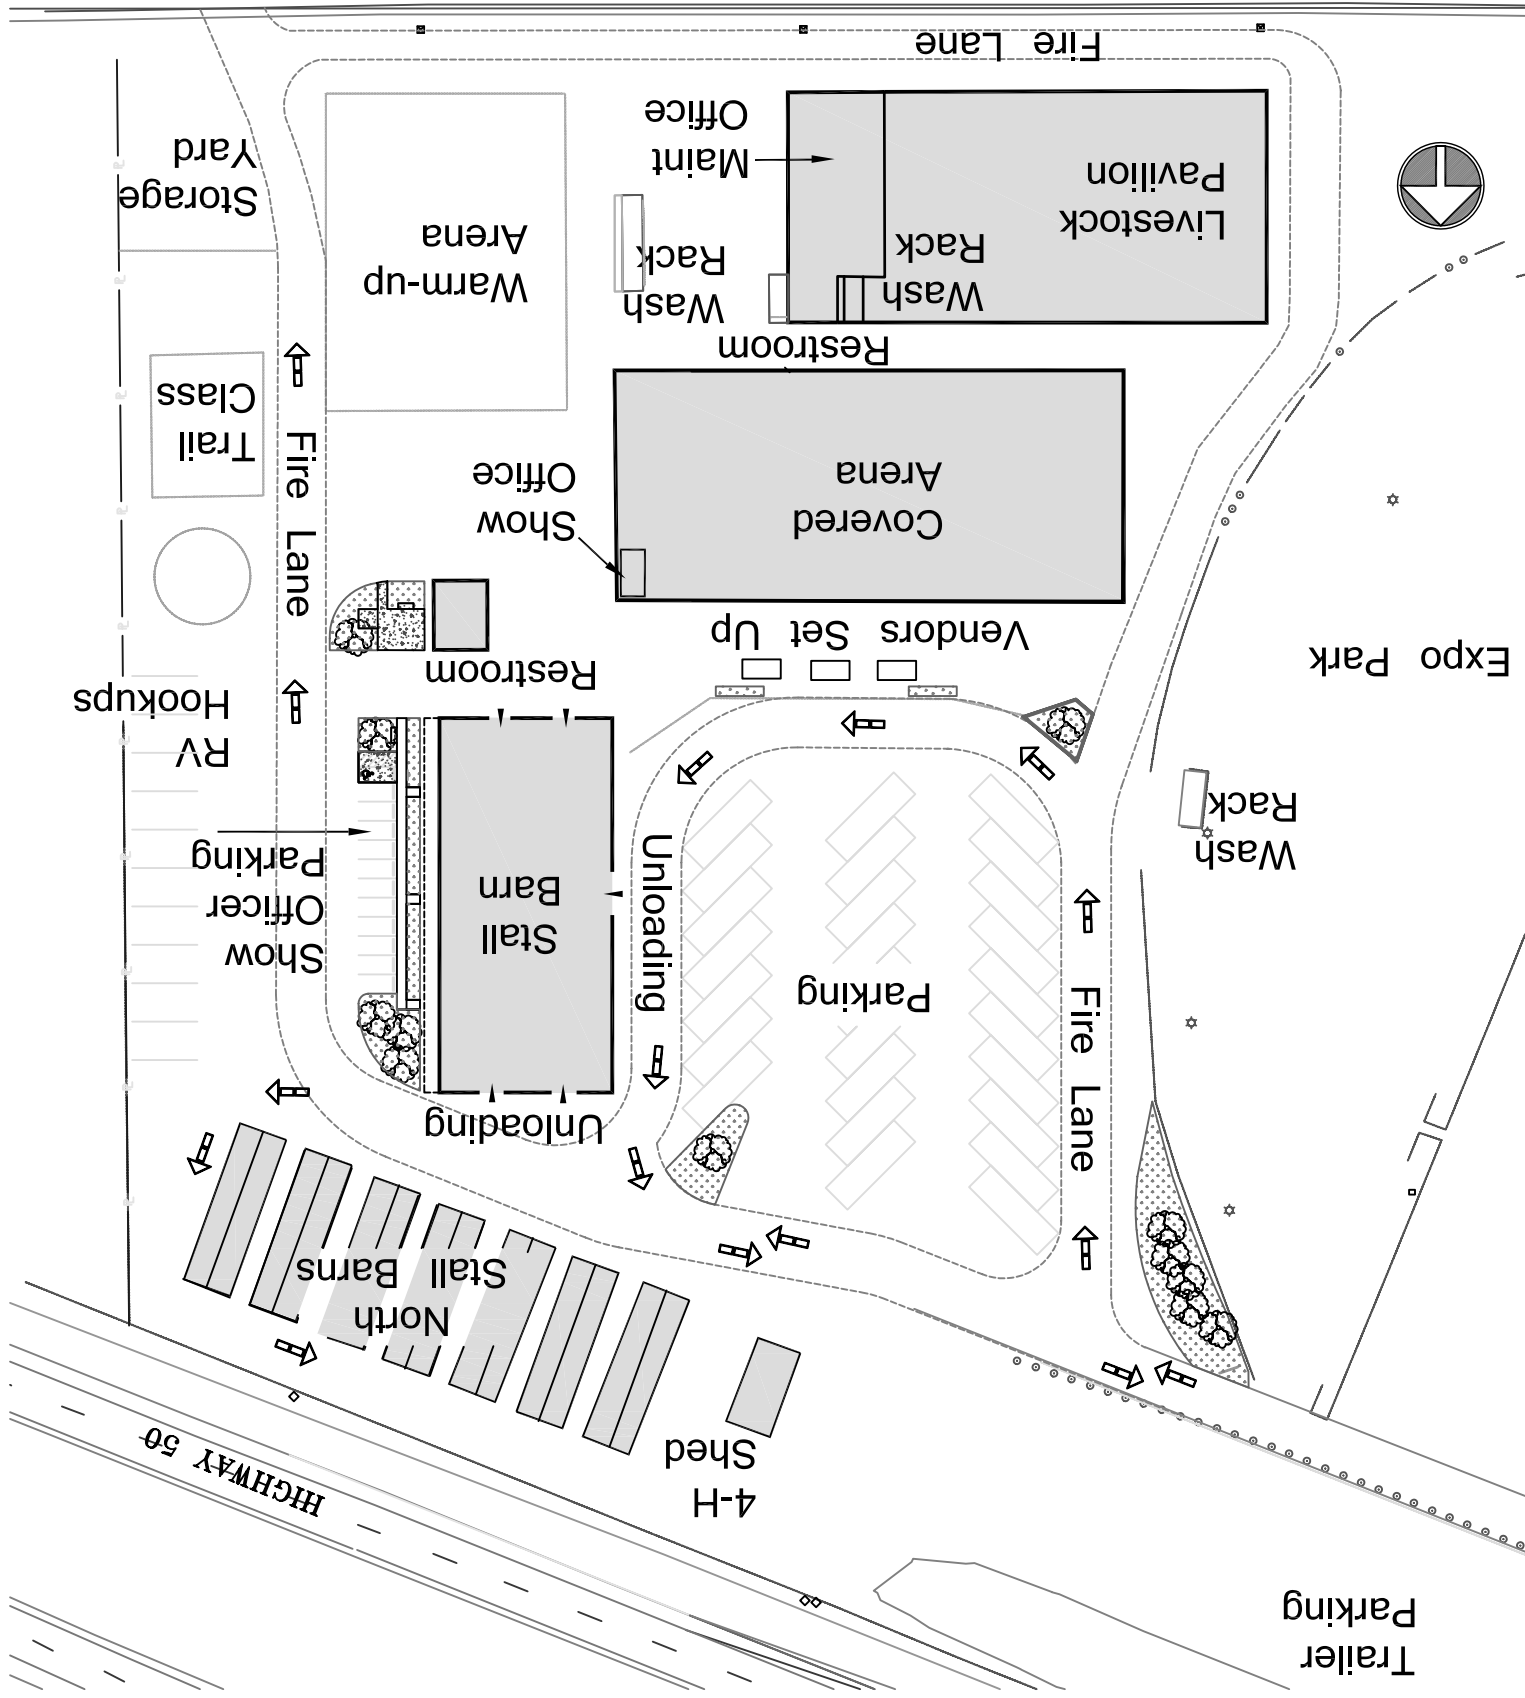 Trailer
Parking
HIGHWAY 50
4-H
Shed
North
Stall Barns
Unloading
Fire Lane
Parking
Unloading
Stall
Barn
Show
Officer
Parking
Wash
Rack
RV
Hookups
Expo Park
Restroom
Vendors Set Up
Fire Lane
Covered
Arena
Show
Office
Trail
Class
Restroom
Wash
Rack
Wash
Rack
Warm-up
Arena
Livestock
Pavilion
Maint
Office
Storage
Yard
Fire Lane